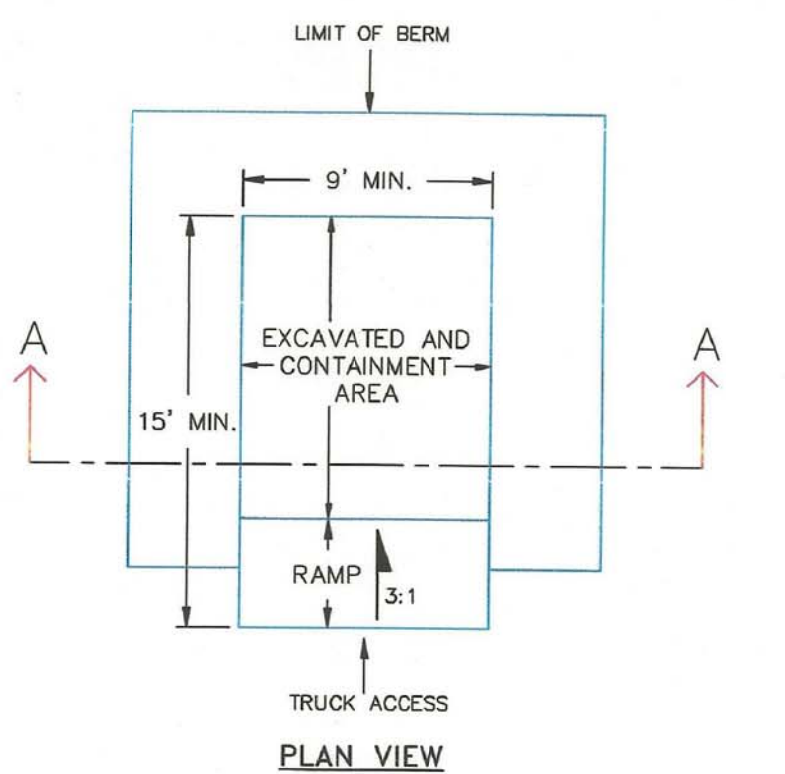 LIMIT OF BERM
9' MIN.
A
A
EXCAVATED AND
CONTAINMENT
AREA
15' MIN.
RAMP
3:1
TRUCK ACCESS
PLAN VIEW